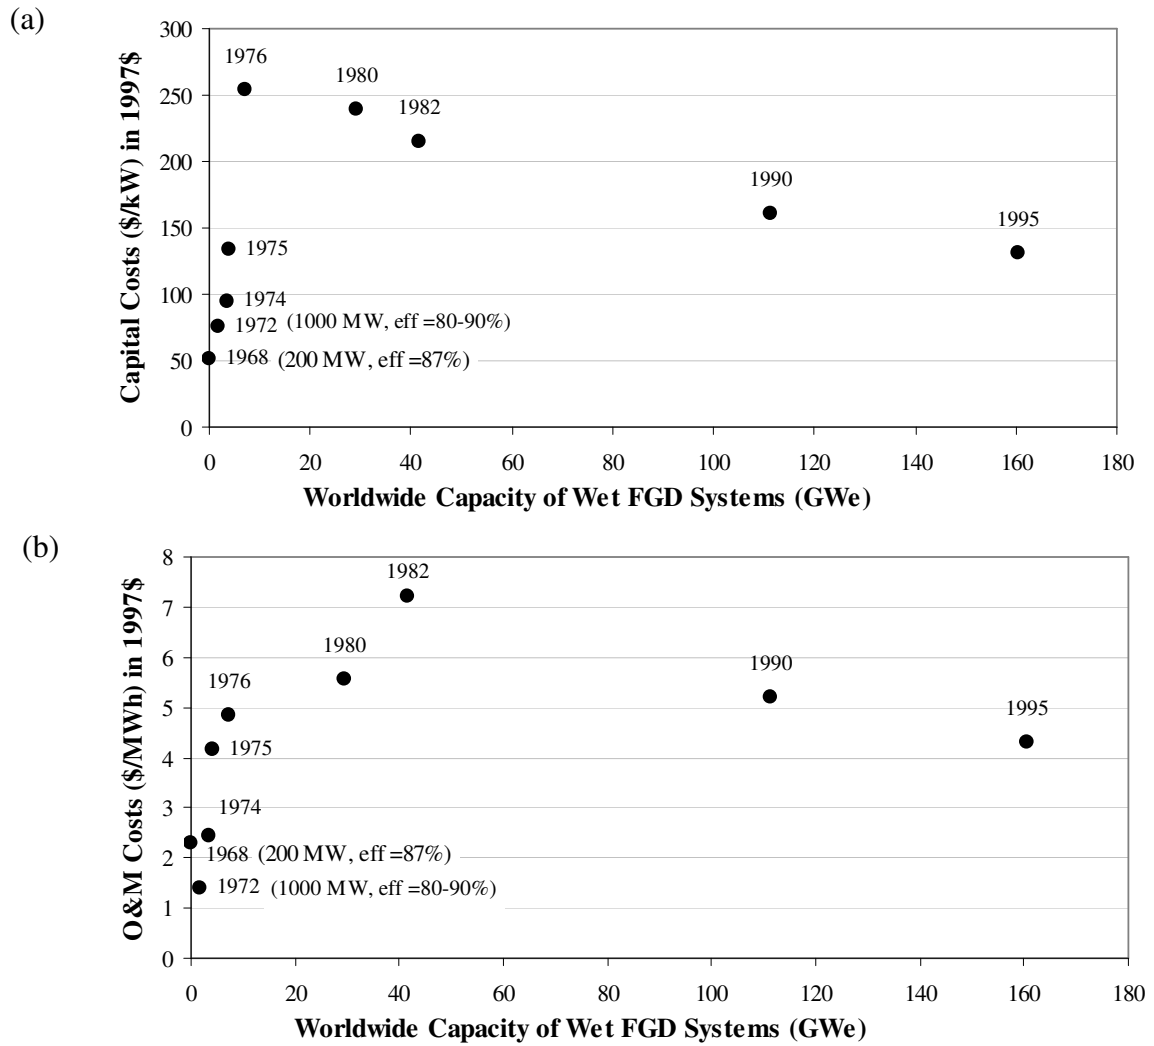 (a)
Capital Costs ($/kW) in 1997$
300
250
200
150
100
50
0
1976
1980
1982
1990
1995
1975
1974
1972 (1000 MW, eff =80-90%)
1968 (200 MW, eff =87%)
0 20 40 60 80 100 120 140 160 180
Worldwide Capacity of Wet FGD Systems (GWe)
(b)
O&M Costs ($/MWh) in 1997$
8
7
6
5
4
3
2
1
0
1982
1980
1990
1976
1995
1975
1974
1968 (200 MW, eff =87%)
1972 (1000 MW, eff =80-90%)
0 20 40 60 80 100 120 140 160 180
Worldwide Capacity of Wet FGD Systems (GWe)